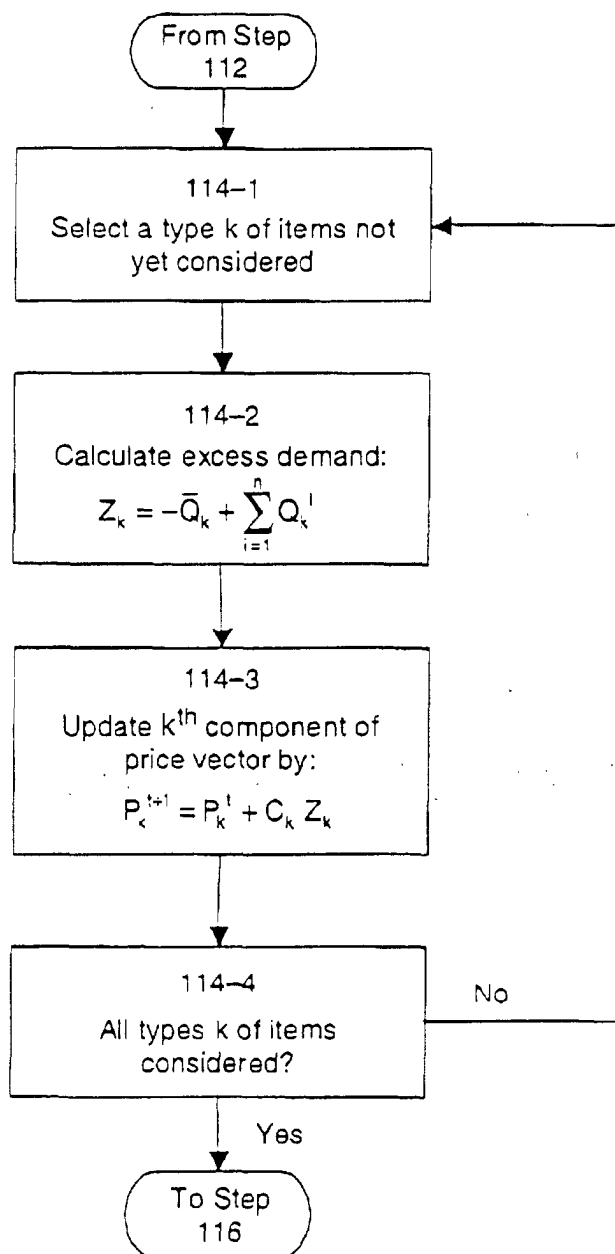 From Step
112
114-1
Select a type k of items not
yet considered
114-2
Calculate excess demand:
Z_k = -Q̅_k + ∑_{i=1}^{n} Q_k^i
114-3
Update k^th component of
price vector by:
P_k^{t+1} = P_k^t + C_k Z_k
114-4
All types k of items
considered?
No
Yes
To Step
116